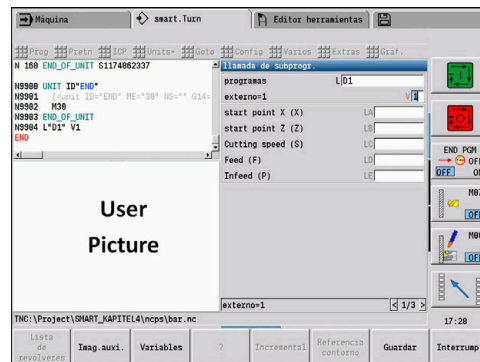 Máquina
smart.Turn
Editor herramientas
Prog Pretn ICP Units» Goto Config Varios Extras Graf.
N 160 END_OF_UNIT S1174862337
N9900 UNIT ID"END"
N9901 [<unit ID="END" ME="30" NS="" G14=
N9902 M30
N9903 END_OF_UNIT
N9904 L"D1" V1
END
llamada de subprogr.
programas L D1
externo=1 V 1
start point X (X) LA
start point Z (Z) LB
Cutting speed (S) LC
Feed (F) LD
Infeed (P) LE
User
Picture
externo=1 < 1/3 >
TNC:\Project\SMART_KAPITEL4\ncps\bar.nc
END PGM
OFF
OFF
OFF
OFF
17:28
Lista de revolveres
Imag.auxi.
Variables
?
Incremental
Referencia contorno
Guardar
Interrump